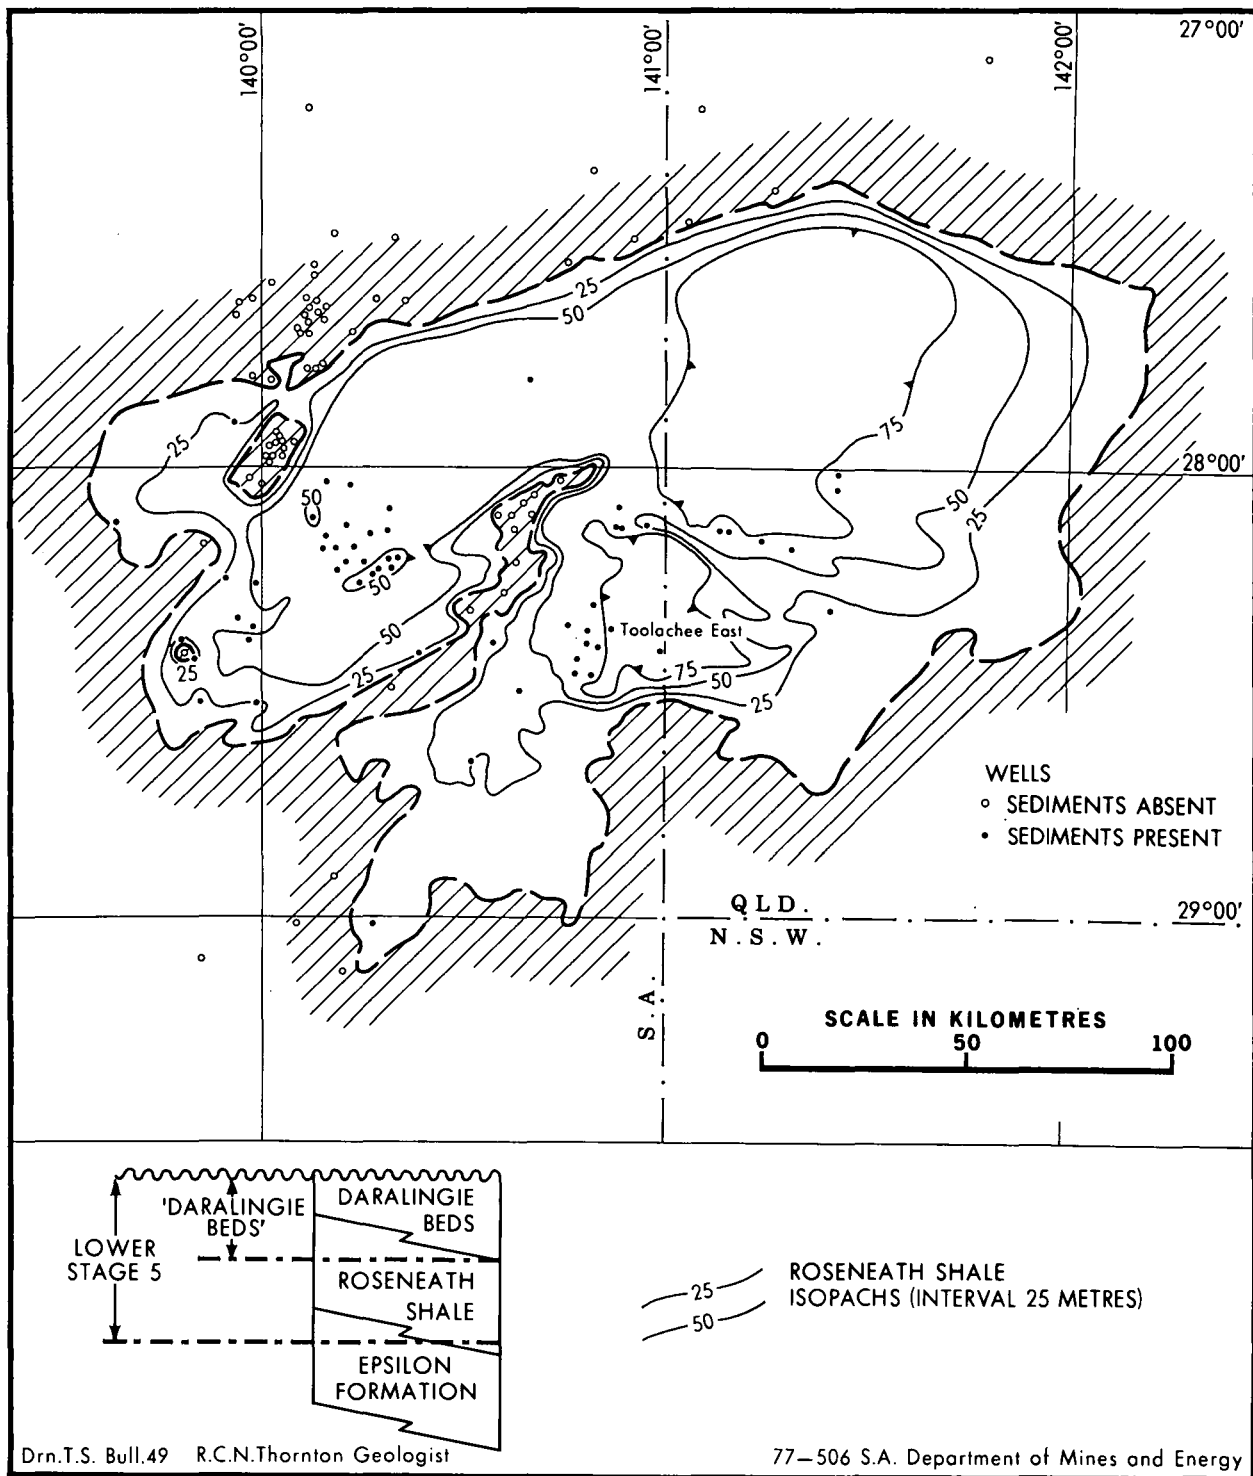 27°00'
140°00'
141°00'
142°00'
25
50
75
25
28°00'
50
50
25
50
50
25
25
Toolachee East
75
50
25
WELLS
SEDIMENTS ABSENT
SEDIMENTS PRESENT
QLD.
N.S.W.
29°00'
S.A.
SCALE IN KILOMETRES
0 50 100
'DARALINGIE
BEDS'
DARALINGIE
BEDS
LOWER
STAGE 5
ROSENEATH
SHALE
EPSILON
FORMATION
25
50
ROSENEATH SHALE
ISOPACHS (INTERVAL 25 METRES)
Drn.T.S. Bull.49 R.C.N.Thornton Geologist
77–506 S.A. Department of Mines and Energy